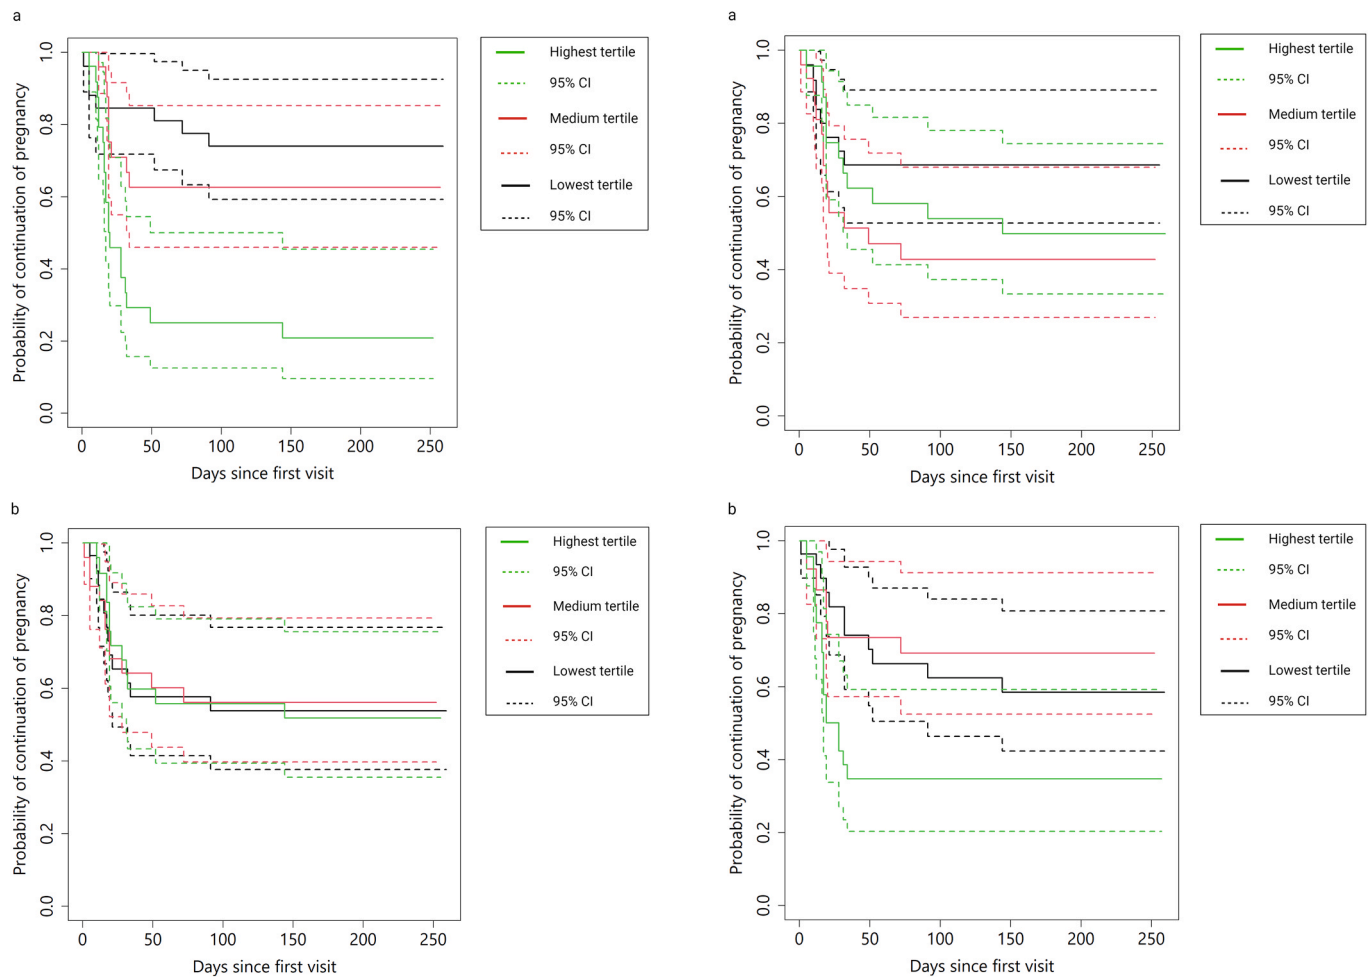 a
Probability of continuation of pregnancy
1.0
0.8
0.6
0.4
0.2
0.0
0 50 100 150 200 250
Days since first visit
Highest tertile
95% CI
Medium tertile
95% CI
Lowest tertile
95% CI
a
Probability of continuation of pregnancy
1.0
0.8
0.6
0.4
0.2
0.0
0 50 100 150 200 250
Days since first visit
Highest tertile
95% CI
Medium tertile
95% CI
Lowest tertile
95% CI
b
Probability of continuation of pregnancy
1.0
0.8
0.6
0.4
0.2
0.0
0 50 100 150 200 250
Days since first visit
Highest tertile
95% CI
Medium tertile
95% CI
Lowest tertile
95% CI
b
Probability of continuation of pregnancy
1.0
0.8
0.6
0.4
0.2
0.0
0 50 100 150 200 250
Days since first visit
Highest tertile
95% CI
Medium tertile
95% CI
Lowest tertile
95% CI